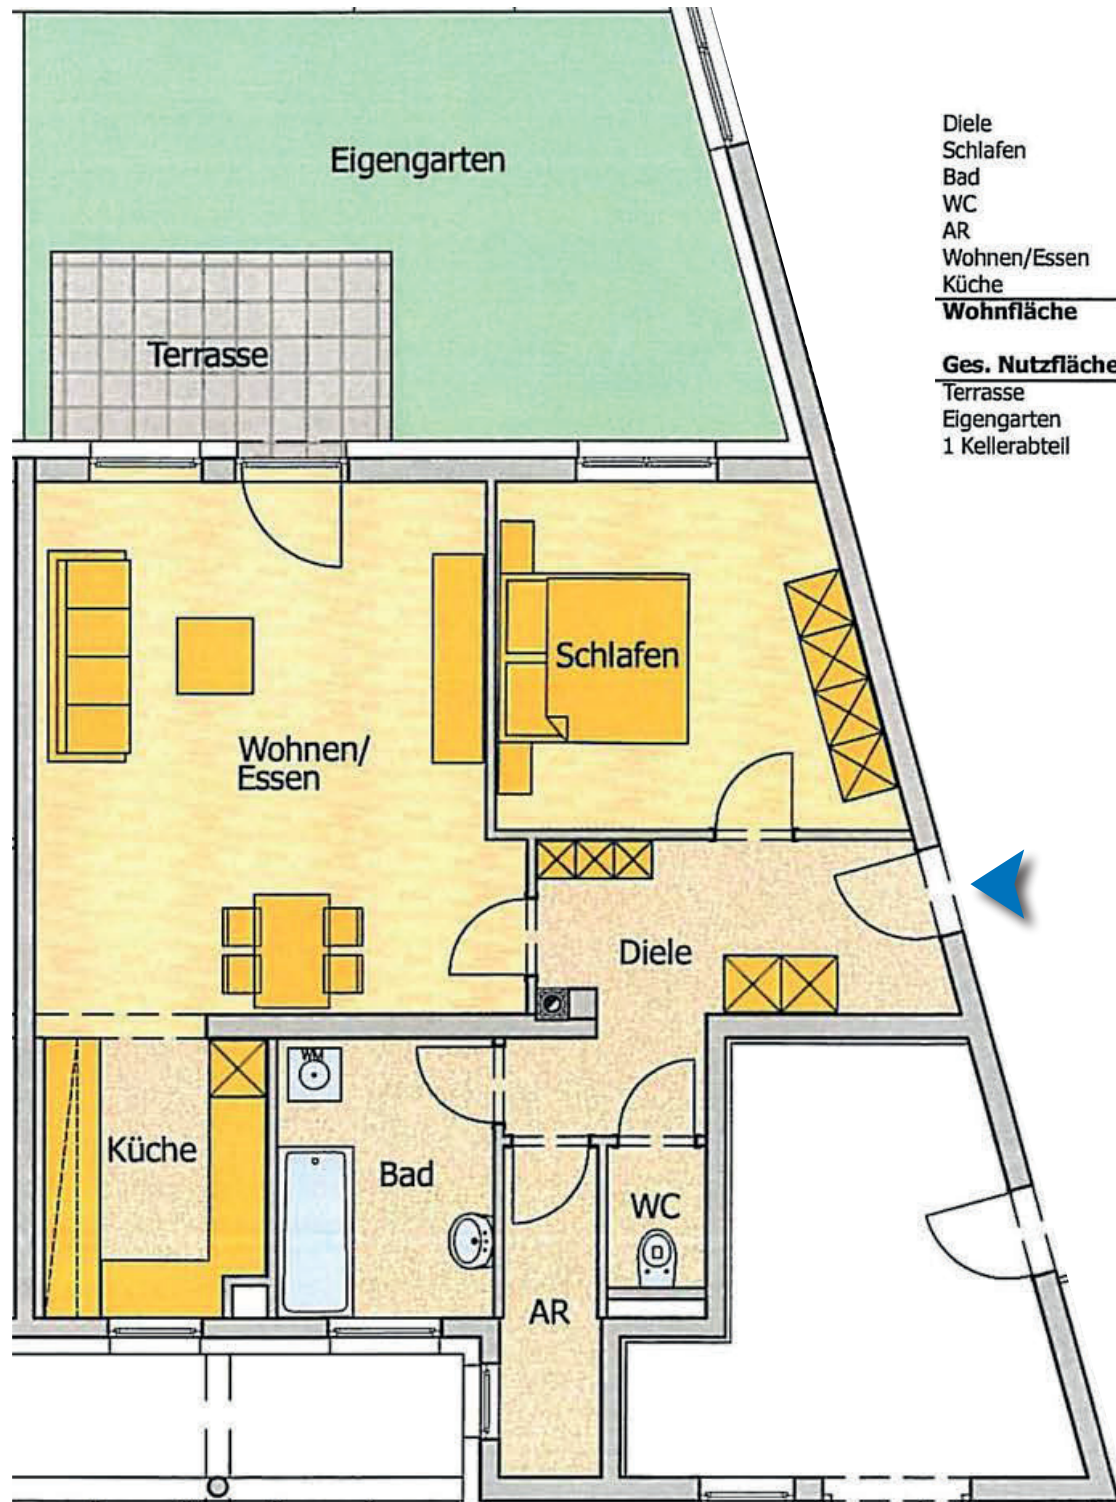 Eigengarten
Terrasse
Diele
Schlafen
Bad
WC
AR
Wohnen/Essen
Küche
Wohnfläche
Ges. Nutzfläche
Terrasse
Eigengarten
1 Kellerabteil
Schlafen
Wohnen/
Essen
Diele
WM
Küche
Bad
WC
AR